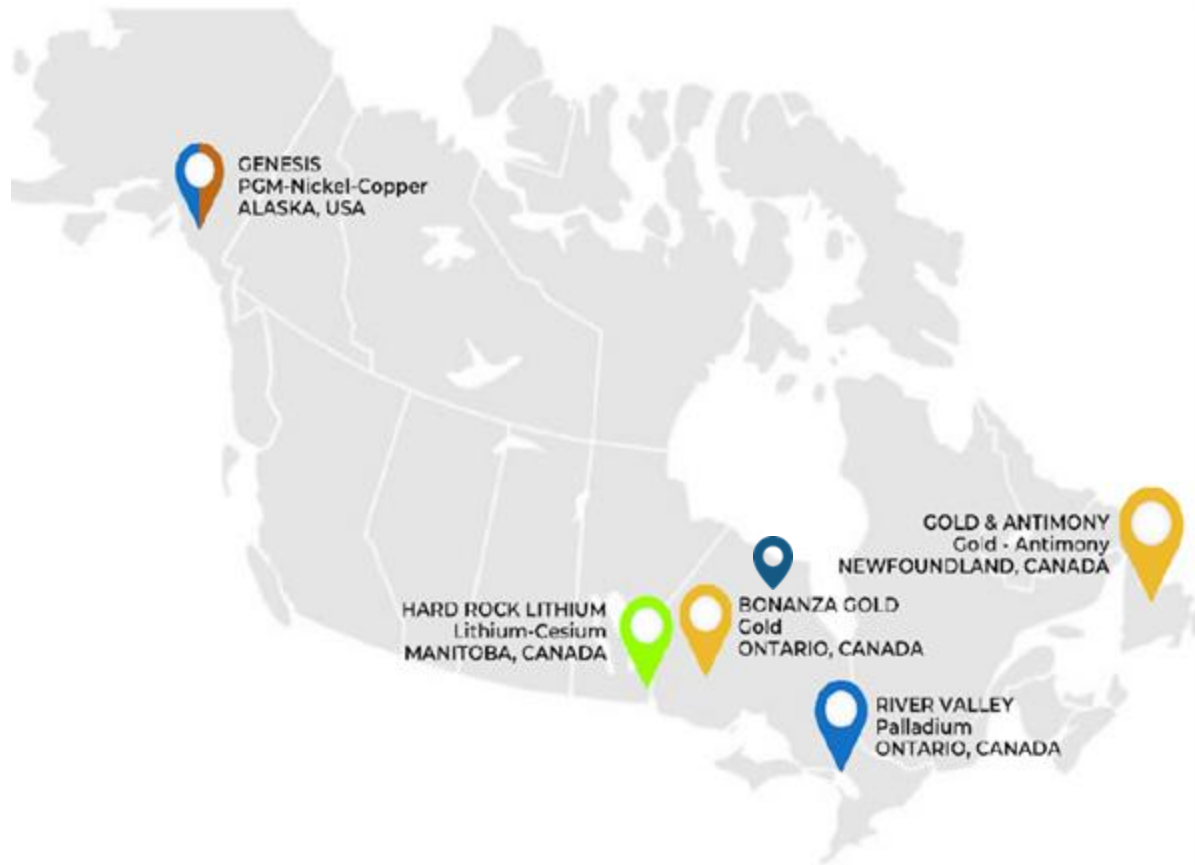 GENESIS
PGM-Nickel-Copper
ALASKA, USA
GOLD & ANTIMONY
Gold - Antimony
NEWFOUNDLAND, CANADA
HARD ROCK LITHIUM
Lithium-Cesium
MANITOBA, CANADA
BONANZA GOLD
Gold
ONTARIO, CANADA
RIVER VALLEY
Palladium
ONTARIO, CANADA